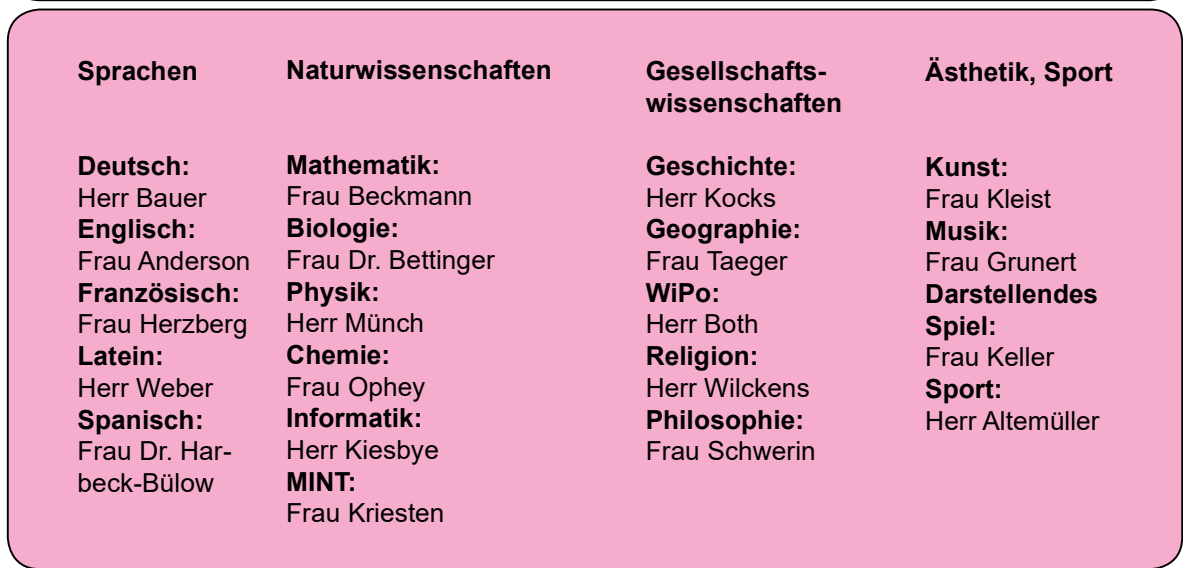 Sprachen
Deutsch:
Herr Bauer
Englisch:
Frau Anderson
Französisch:
Frau Herzberg
Latein:
Herr Weber
Spanisch:
Frau Dr. Har-
beck-Bülow
Naturwissenschaften
Mathematik:
Frau Beckmann
Biologie:
Frau Dr. Bettinger
Physik:
Herr Münch
Chemie:
Frau Ophey
Informatik:
Herr Kiesbye
MINT:
Frau Kriesten
Gesellschafts-
wissenschaften
Geschichte:
Herr Kocks
Geographie:
Frau Taeger
WiPo:
Herr Both
Religion:
Herr Wilckens
Philosophie:
Frau Schwerin
Ästhetik, Sport
Kunst:
Frau Kleist
Musik:
Frau Grunert
Darstellendes
Spiel:
Frau Keller
Sport:
Herr Altemüller